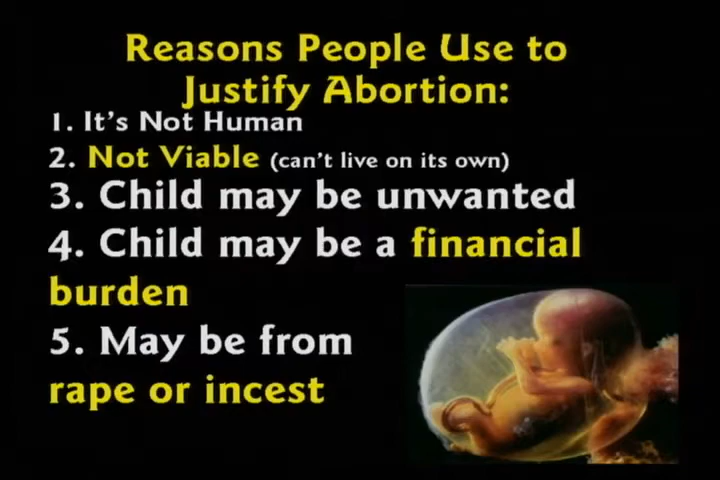 Reasons People Use to
Justify Abortion:
1. It's Not Human
2. Not Viable (can't live on its own)
3. Child may be unwanted
4. Child may be a financial
burden
5. May be from
rape or incest